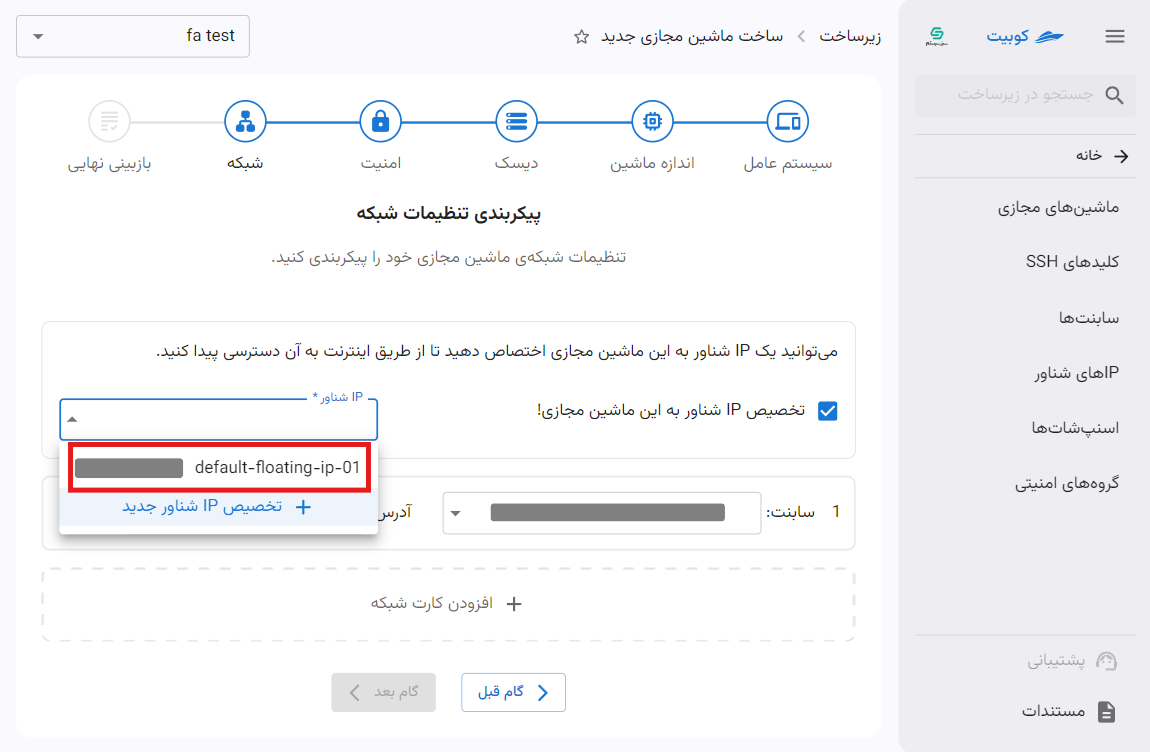 کوبیت
جستجو در زیرساخت
خانه
ماشین‌های مجازی
کلیدهای SSH
سابنت‌ها
IPهای شناور
اسنپ‌شات‌ها
گروه‌های امنیتی
پشتیبانی
مستندات
زیرساخت
ساخت ماشین مجازی جدید
fa test
سیستم عامل
اندازه ماشین
دیسک
امنیت
شبکه
بازبینی نهایی
پیکربندی تنظیمات شبکه
تنظیمات شبکه‌ی ماشین مجازی خود را پیکربندی کنید.
می‌توانید یک IP شناور به این ماشین مجازی اختصاص دهید تا از طریق اینترنت به آن دسترسی پیدا کنید.
تخصیص IP شناور به این ماشین مجازی!
IP شناور *
default-floating-ip-01
تخصیص IP شناور جدید
1 سابنت:
آدرس
افزودن کارت شبکه
گام قبل
گام بعد